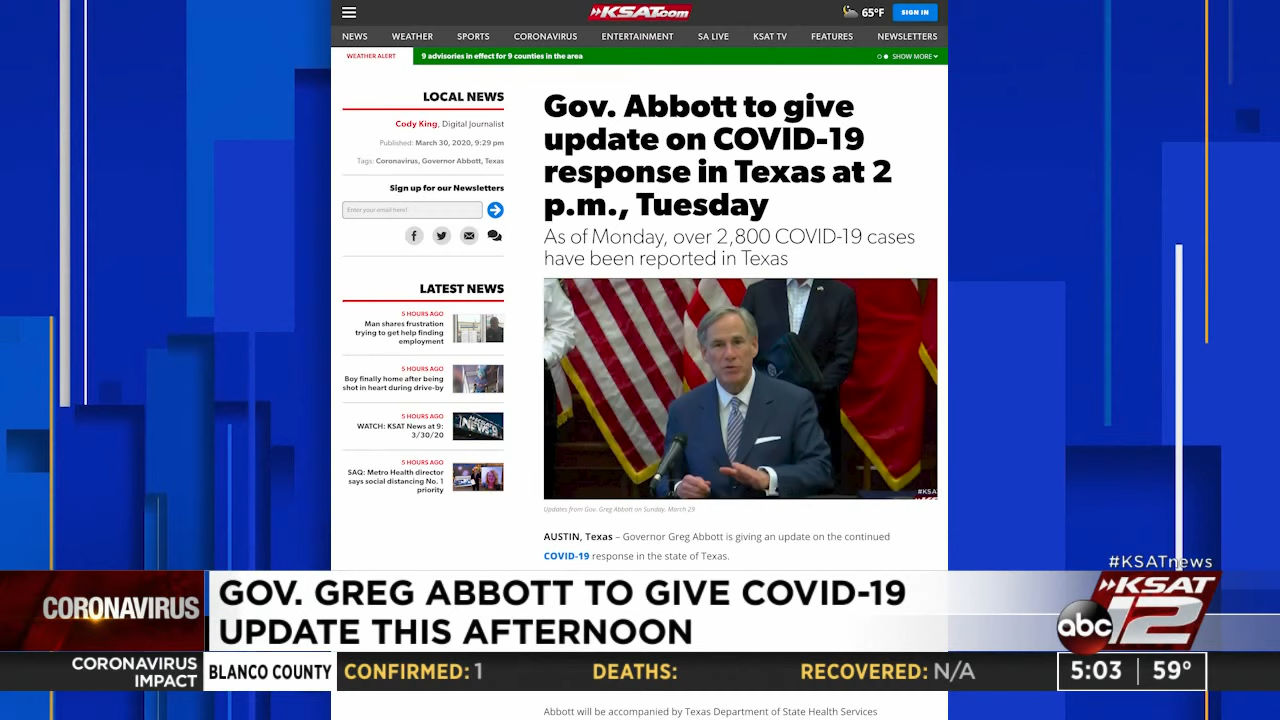 KSAT.com
65°F
SIGN IN
NEWS WEATHER SPORTS CORONAVIRUS ENTERTAINMENT SA LIVE KSAT TV FEATURES NEWSLETTERS
WEATHER ALERT
9 advisories in effect for 9 counties in the area
SHOW MORE
LOCAL NEWS
Cody King, Digital Journalist
Published: March 30, 2020, 9:29 pm
Tags: Coronavirus, Governor Abbott, Texas
Sign up for our Newsletters
Enter your email here!
LATEST NEWS
5 HOURS AGO
Man shares frustration
trying to get help finding
employment
5 HOURS AGO
Boy finally home after being
shot in heart during drive-by
5 HOURS AGO
WATCH: KSAT News at 9:
3/30/20
5 HOURS AGO
SAQ: Metro Health director
says social distancing No. 1
priority
Gov. Abbott to give
update on COVID-19
response in Texas at 2
p.m., Tuesday
As of Monday, over 2,800 COVID-19 cases
have been reported in Texas
#KSA
Updates from Gov. Greg Abbott on Sunday, March 29
AUSTIN, Texas – Governor Greg Abbott is giving an update on the continued
COVID-19 response in the state of Texas.
#KSATnews
CORONAVIRUS
GOV. GREG ABBOTT TO GIVE COVID-19
UPDATE THIS AFTERNOON
KSAT
abc 12
CORONAVIRUS
IMPACT
BLANCO COUNTY
CONFIRMED: 1 DEATHS: RECOVERED: N/A
5:03 59°
Abbott will be accompanied by Texas Department of State Health Services